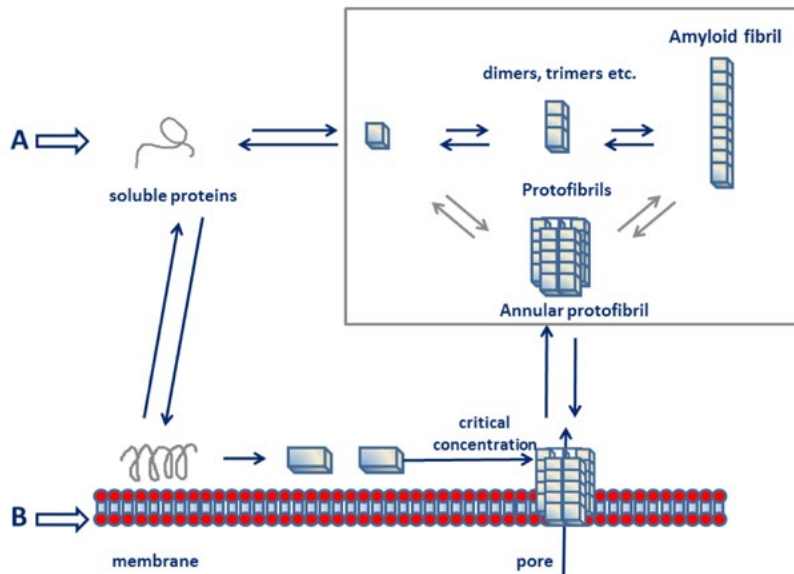 Amyloid fibril
dimers, trimers etc.
A
soluble proteins
Protofibrils
Annular protofibril
critical
concentration
B
membrane
pore